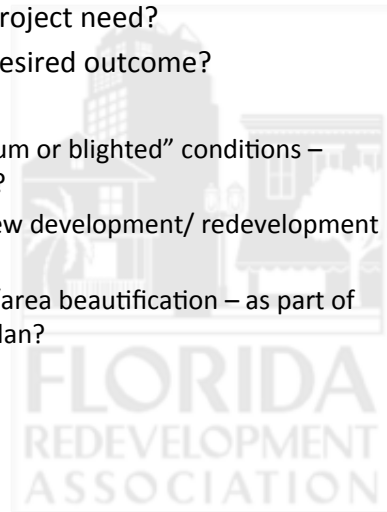 roject need?
esired outcome?
um or blighted” conditions –
?
ew development/ redevelopment
area beautification – as part of
lan?
FLORIDA
REDEVELOPMENT
ASSOCIATION